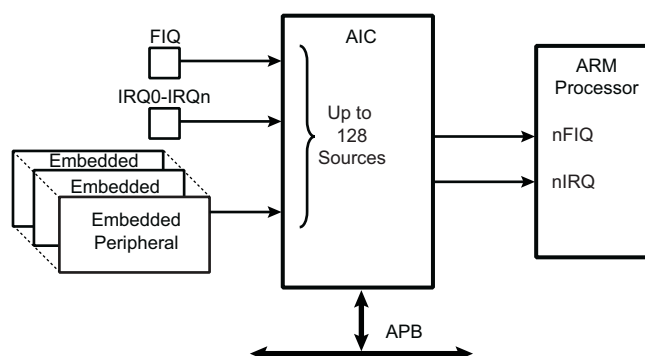 FIQ
IRQ0-IRQn
Embedded
Embedded
Embedded
Peripheral
AIC
Up to
128
Sources
ARM
Processor
nFIQ
nIRQ
APB